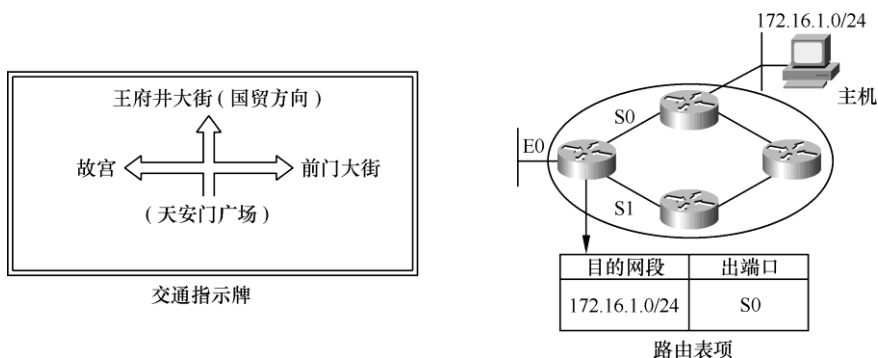 王府井大街(国贸方向)
故宫
前门大街
(天安门广场)
交通指示牌
172.16.1.0/24
主机
S0
E0
S1
目的网段 出端口
172.16.1.0/24 S0
路由表项